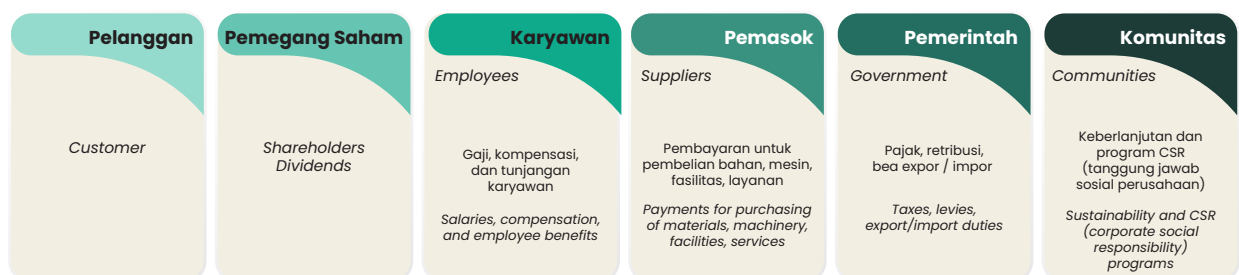 Pelanggan
Customer
Pemegang Saham
Shareholders
Dividends
Karyawan
Employees
Gaji, kompensasi,
dan tunjangan
karyawan
Salaries, compensation,
and employee benefits
Pemasok
Suppliers
Pembayaran untuk
pembelian bahan, mesin,
fasilitas, layanan
Payments for purchasing
of materials, machinery,
facilities, services
Pemerintah
Government
Pajak, retribusi,
bea expor / impor
Taxes, levies,
export/import duties
Komunitas
Communities
Keberlanjutan dan
program CSR
(tanggung jawab
sosial perusahaan)
Sustainability and CSR
(corporate social
responsibility)
programs